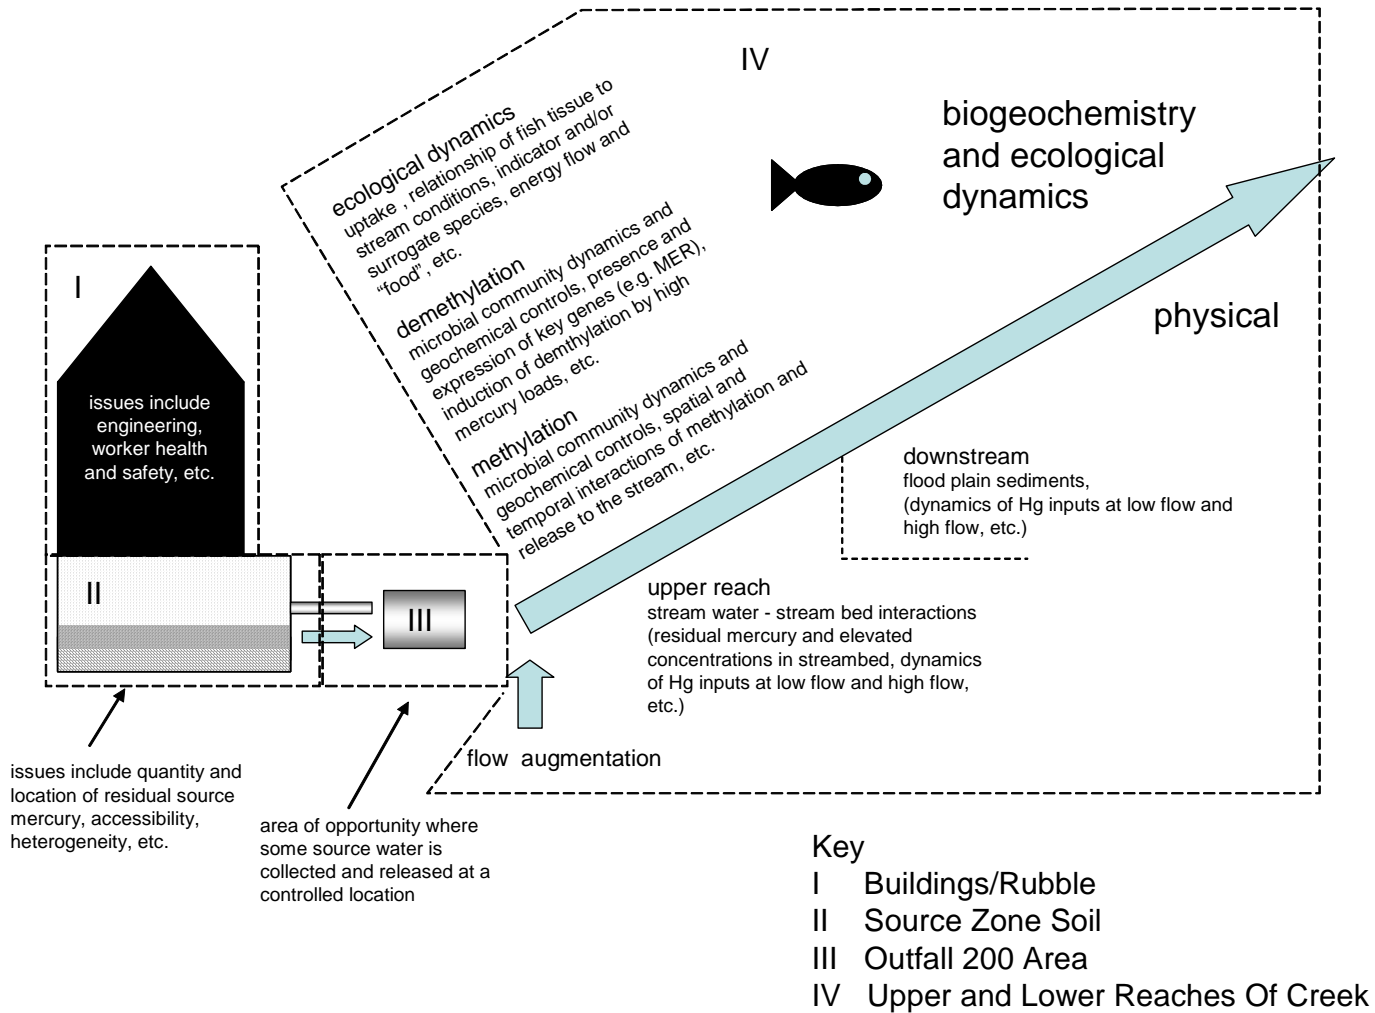 IV
biogeochemistry
and ecological
dynamics
physical
ecological dynamics
uptake , relationship of fish tissue to
stream conditions, indicator and/or
surrogate species, energy flow and
“food”, etc.
demethylation
microbial community dynamics and
geochemical controls, presence and
expression of key genes (e.g. MER),
induction of demthylation by high
mercury loads, etc.
methylation
microbial community dynamics and
geochemical controls, spatial and
temporal interactions of methylation and
release to the stream, etc.
I
issues include
engineering,
worker health
and safety, etc.
II
III
downstream
flood plain sediments,
(dynamics of Hg inputs at low flow and
high flow, etc.)
upper reach
stream water - stream bed interactions
(residual mercury and elevated
concentrations in streambed, dynamics
of Hg inputs at low flow and high flow,
etc.)
flow augmentation
issues include quantity and
location of residual source
mercury, accessibility,
heterogeneity, etc.
area of opportunity where
some source water is
collected and released at a
controlled location
Key
I Buildings/Rubble
II Source Zone Soil
III Outfall 200 Area
IV Upper and Lower Reaches Of Creek